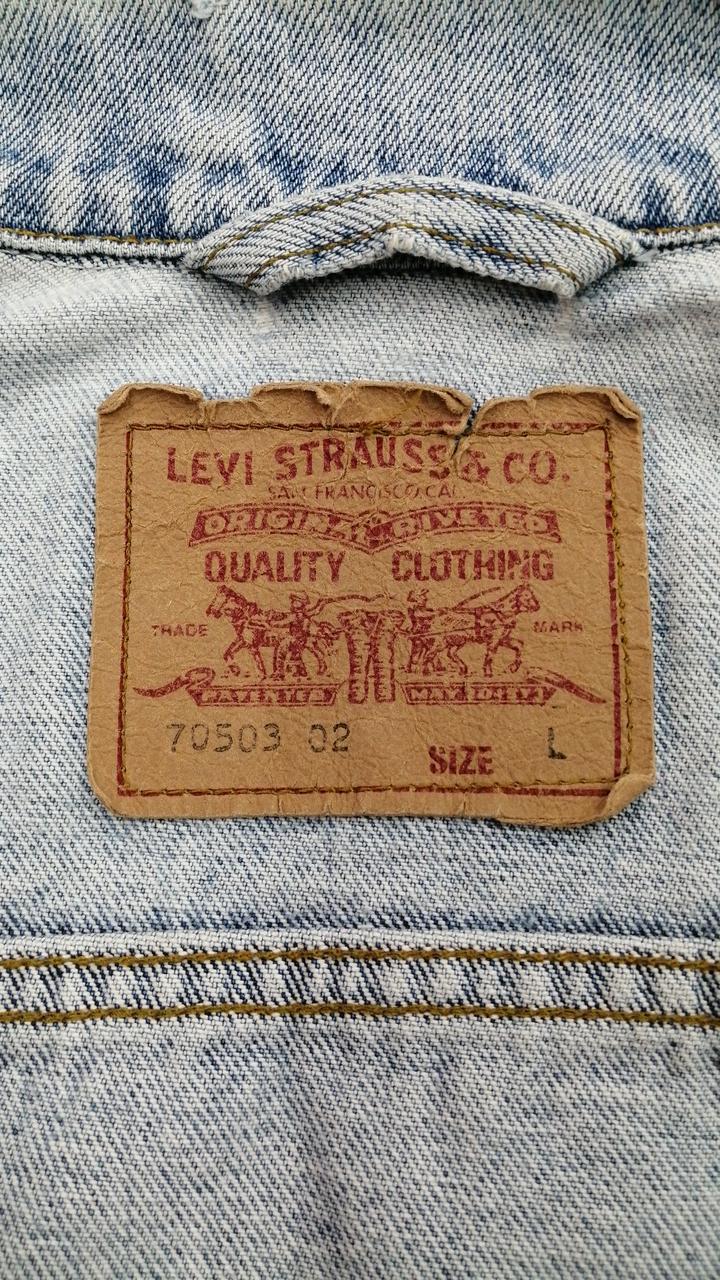 LEVI STRAUSS & CO.
SAN FRANCISCO CAL
ORIGINAL RIVETED
QUALITY CLOTHING
TRADE MARK
70503 02 SIZE L